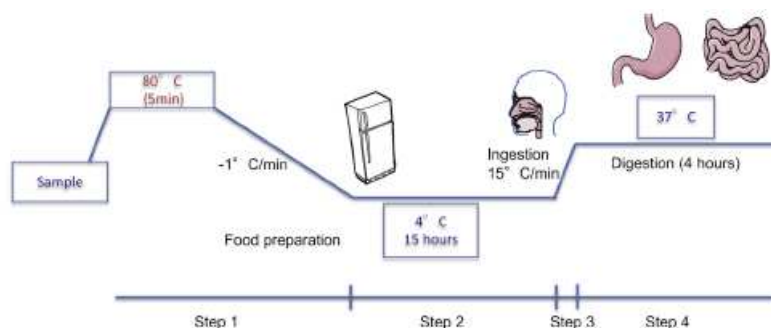 80° C
(5min)
Sample
-1° C/min
Food preparation
4° C
15 hours
Ingestion
15° C/min
37° C
Digestion (4 hours)
Step 1
Step 2
Step 3
Step 4